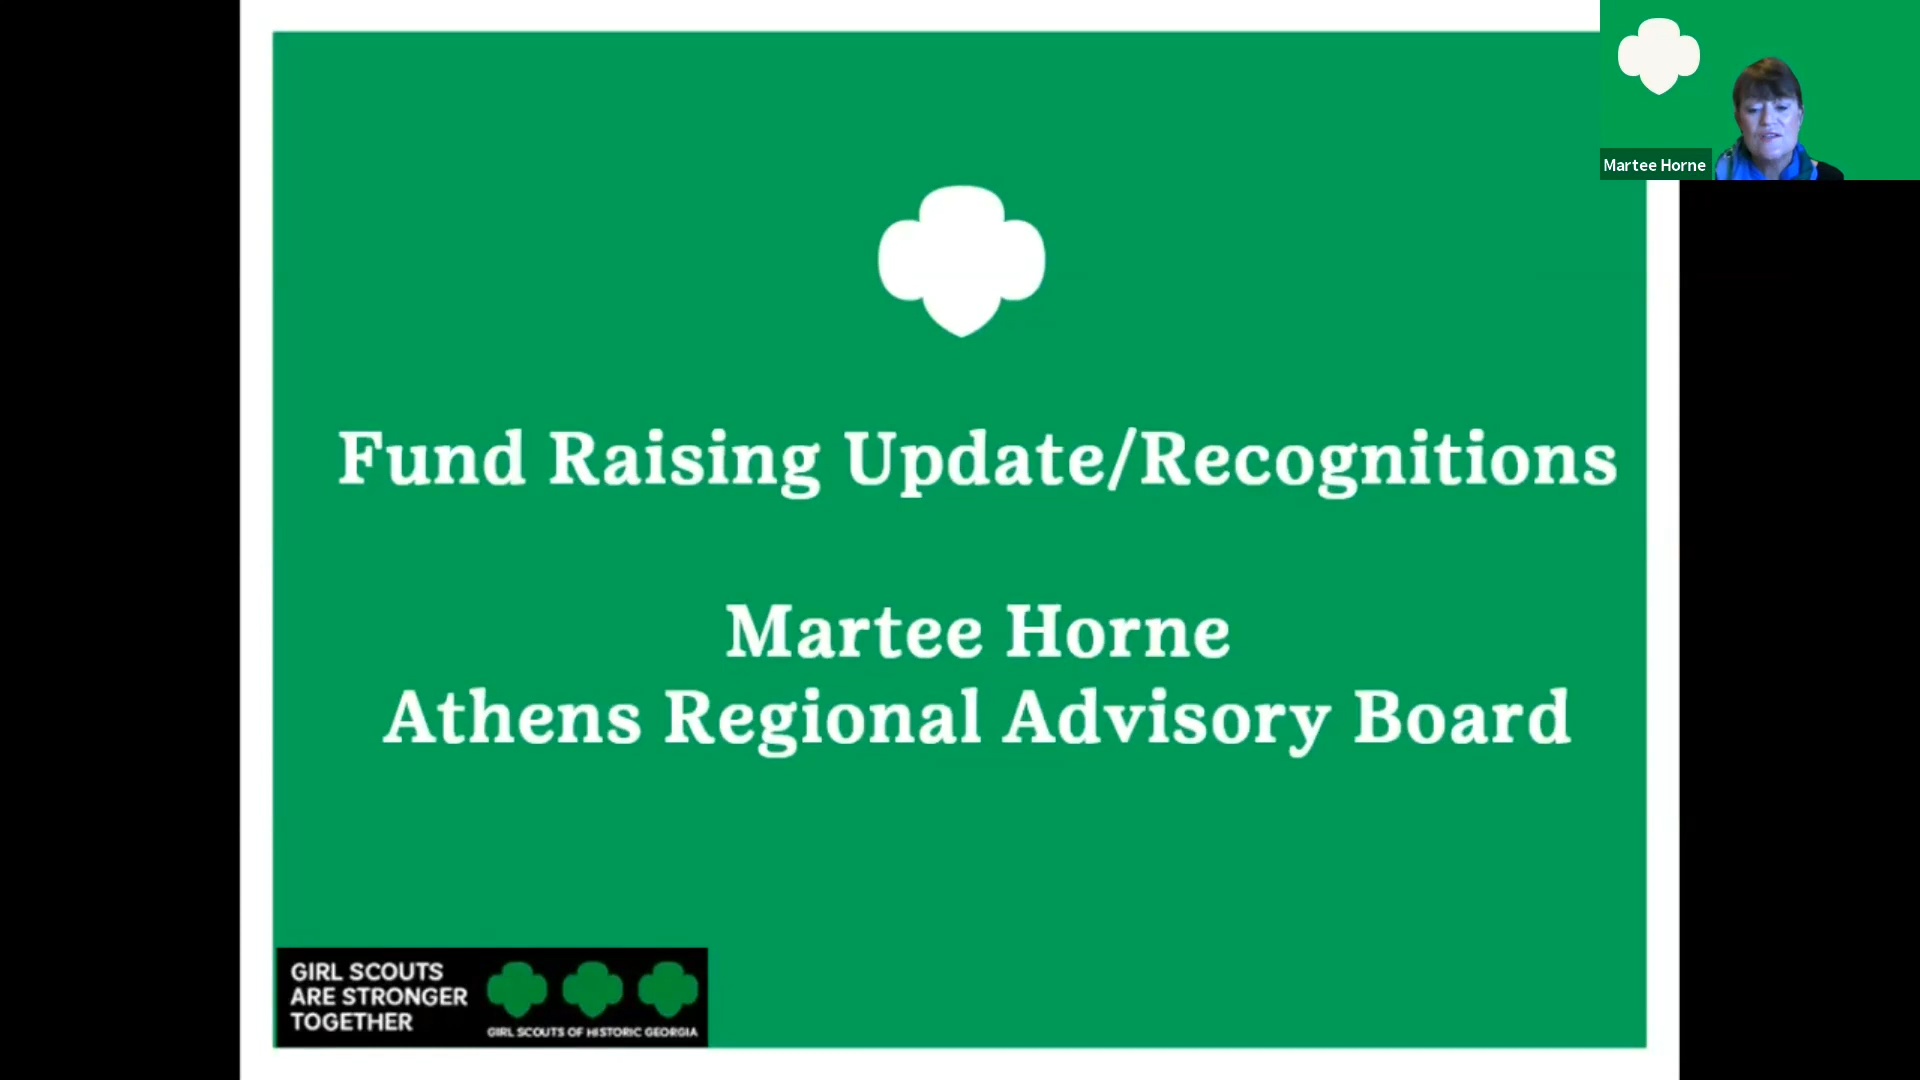 Martee Horne
Fund Raising Update/Recognitions
Martee Horne
Athens Regional Advisory Board
GIRL SCOUTS
ARE STRONGER
TOGETHER
GIRL SCOUTS OF HISTORIC GEORGIA